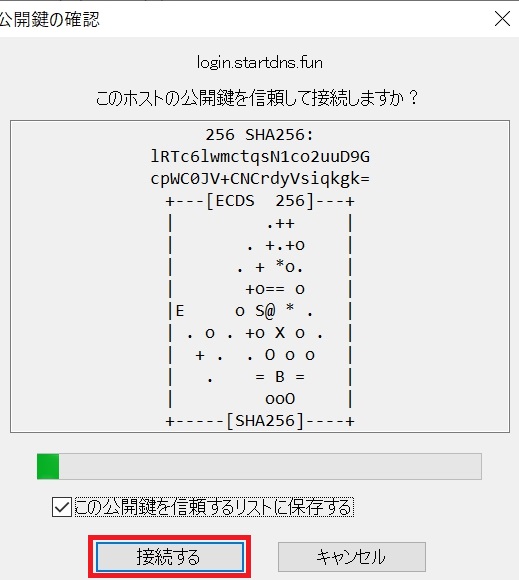 公開鍵の確認
login.startdns.fun
このホストの公開鍵を信頼して接続しますか？
256 SHA256:
lRTc6lwmctqsN1co2uuD9G
cpWC0JV+CNCrdyVsiqkgk=
+---[ECDS  256]---+
|          .++     |
|        . +.+o    |
|       . + *o.    |
|        +o== o    |
|E      o S@ * .   |
| . o . +o X o .   |
|  + .  . O o o    |
|   .     = B =    |
|          ooO     |
+-----[SHA256]----+
この公開鍵を信頼するリストに保存する
接続する
キャンセル